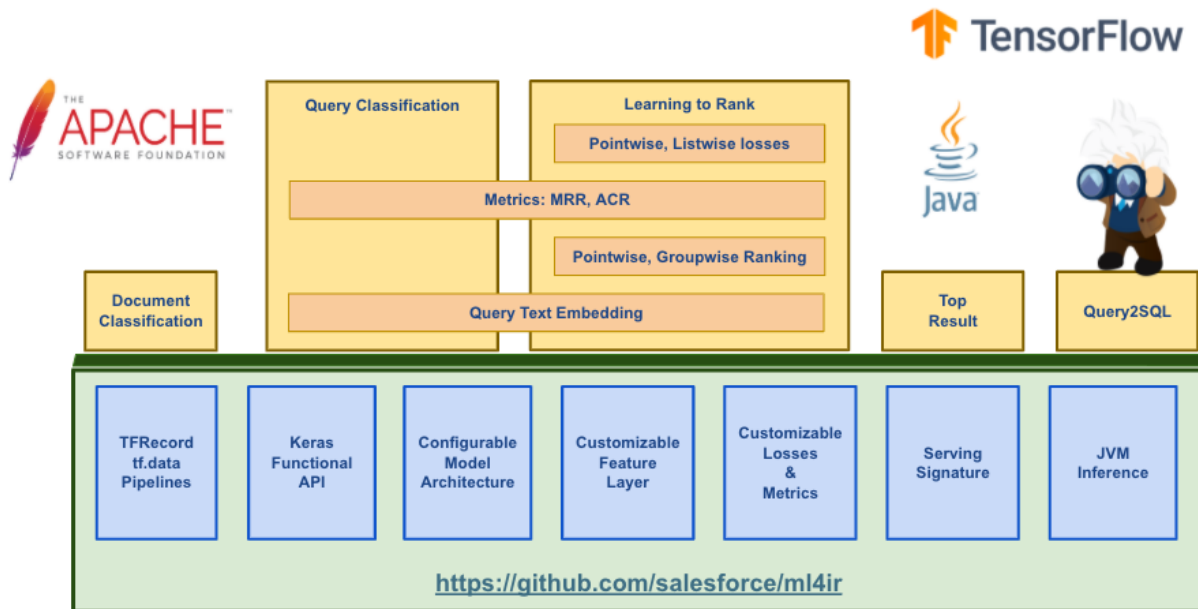 TensorFlow
THE
APACHE™
SOFTWARE FOUNDATION
Query Classification
Learning to Rank
Pointwise, Listwise losses
Metrics: MRR, ACR
Pointwise, Groupwise Ranking
Query Text Embedding
Java
Document
Classification
Top
Result
Query2SQL
TFRecord
tf.data
Pipelines
Keras
Functional
API
Configurable
Model
Architecture
Customizable
Feature
Layer
Customizable
Losses
&
Metrics
Serving
Signature
JVM
Inference
https://github.com/salesforce/ml4ir